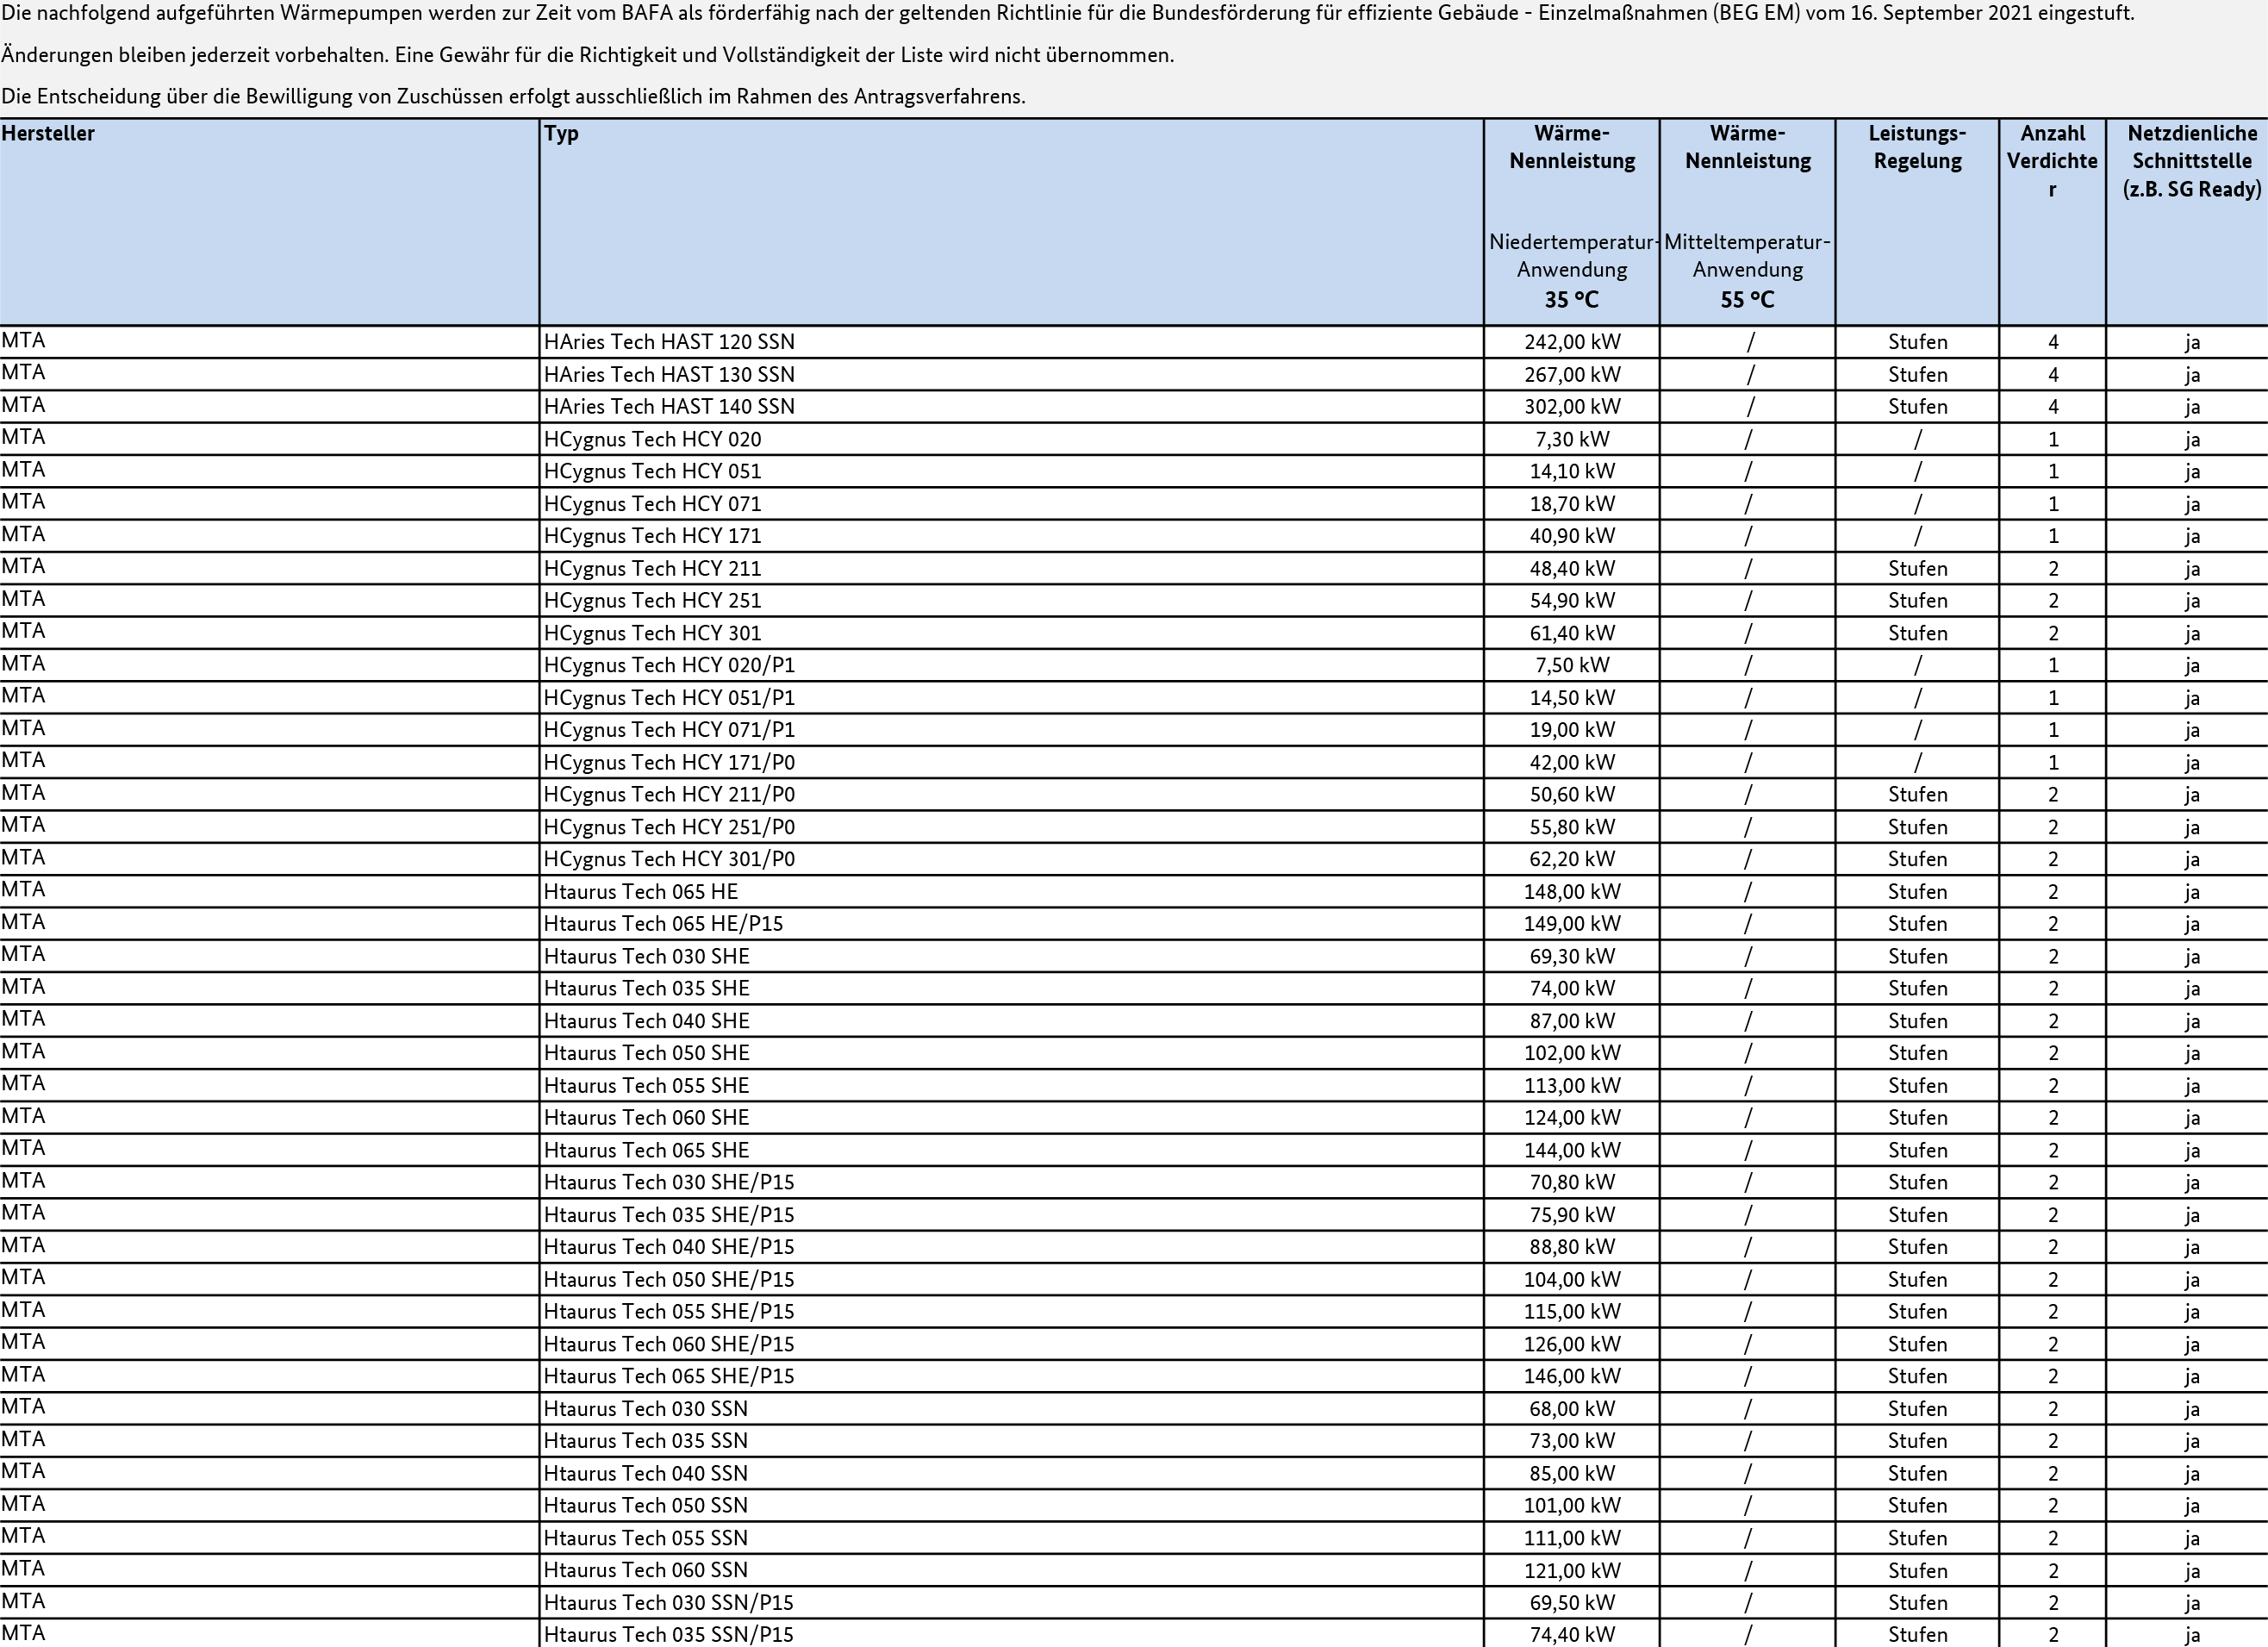 Die nachfolgend aufgeführten Wärmepumpen werden zur Zeit vom BAFA als förderfähig nach der geltenden Richtlinie für die Bundesförderung für effiziente Gebäude - Einzelmaßnahmen (BEG EM) vom 16. September 2021 eingestuft.
Änderungen bleiben jederzeit vorbehalten. Eine Gewähr für die Richtigkeit und Vollständigkeit der Liste wird nicht übernommen.
Die Entscheidung über die Bewilligung von Zuschüssen erfolgt ausschließlich im Rahmen des Antragsverfahrens.
Hersteller Typ Wärme- Wärme- Leistungs- Anzahl Netzdienliche
Nennleistung Nennleistung Regelung Verdichte Schnittstelle
r (z.B. SG Ready)
Niedertemperatur- Mitteltemperatur-
Anwendung Anwendung
35 °C 55 °C
MTA HAries Tech HAST 120 SSN 242,00 kW / Stufen 4 ja
MTA HAries Tech HAST 130 SSN 267,00 kW / Stufen 4 ja
MTA HAries Tech HAST 140 SSN 302,00 kW / Stufen 4 ja
MTA HCygnus Tech HCY 020 7,30 kW / / 1 ja
MTA HCygnus Tech HCY 051 14,10 kW / / 1 ja
MTA HCygnus Tech HCY 071 18,70 kW / / 1 ja
MTA HCygnus Tech HCY 171 40,90 kW / / 1 ja
MTA HCygnus Tech HCY 211 48,40 kW / Stufen 2 ja
MTA HCygnus Tech HCY 251 54,90 kW / Stufen 2 ja
MTA HCygnus Tech HCY 301 61,40 kW / Stufen 2 ja
MTA HCygnus Tech HCY 020/P1 7,50 kW / / 1 ja
MTA HCygnus Tech HCY 051/P1 14,50 kW / / 1 ja
MTA HCygnus Tech HCY 071/P1 19,00 kW / / 1 ja
MTA HCygnus Tech HCY 171/P0 42,00 kW / / 1 ja
MTA HCygnus Tech HCY 211/P0 50,60 kW / Stufen 2 ja
MTA HCygnus Tech HCY 251/P0 55,80 kW / Stufen 2 ja
MTA HCygnus Tech HCY 301/P0 62,20 kW / Stufen 2 ja
MTA Htaurus Tech 065 HE 148,00 kW / Stufen 2 ja
MTA Htaurus Tech 065 HE/P15 149,00 kW / Stufen 2 ja
MTA Htaurus Tech 030 SHE 69,30 kW / Stufen 2 ja
MTA Htaurus Tech 035 SHE 74,00 kW / Stufen 2 ja
MTA Htaurus Tech 040 SHE 87,00 kW / Stufen 2 ja
MTA Htaurus Tech 050 SHE 102,00 kW / Stufen 2 ja
MTA Htaurus Tech 055 SHE 113,00 kW / Stufen 2 ja
MTA Htaurus Tech 060 SHE 124,00 kW / Stufen 2 ja
MTA Htaurus Tech 065 SHE 144,00 kW / Stufen 2 ja
MTA Htaurus Tech 030 SHE/P15 70,80 kW / Stufen 2 ja
MTA Htaurus Tech 035 SHE/P15 75,90 kW / Stufen 2 ja
MTA Htaurus Tech 040 SHE/P15 88,80 kW / Stufen 2 ja
MTA Htaurus Tech 050 SHE/P15 104,00 kW / Stufen 2 ja
MTA Htaurus Tech 055 SHE/P15 115,00 kW / Stufen 2 ja
MTA Htaurus Tech 060 SHE/P15 126,00 kW / Stufen 2 ja
MTA Htaurus Tech 065 SHE/P15 146,00 kW / Stufen 2 ja
MTA Htaurus Tech 030 SSN 68,00 kW / Stufen 2 ja
MTA Htaurus Tech 035 SSN 73,00 kW / Stufen 2 ja
MTA Htaurus Tech 040 SSN 85,00 kW / Stufen 2 ja
MTA Htaurus Tech 050 SSN 101,00 kW / Stufen 2 ja
MTA Htaurus Tech 055 SSN 111,00 kW / Stufen 2 ja
MTA Htaurus Tech 060 SSN 121,00 kW / Stufen 2 ja
MTA Htaurus Tech 030 SSN/P15 69,50 kW / Stufen 2 ja
MTA Htaurus Tech 035 SSN/P15 74,40 kW / Stufen 2 ja